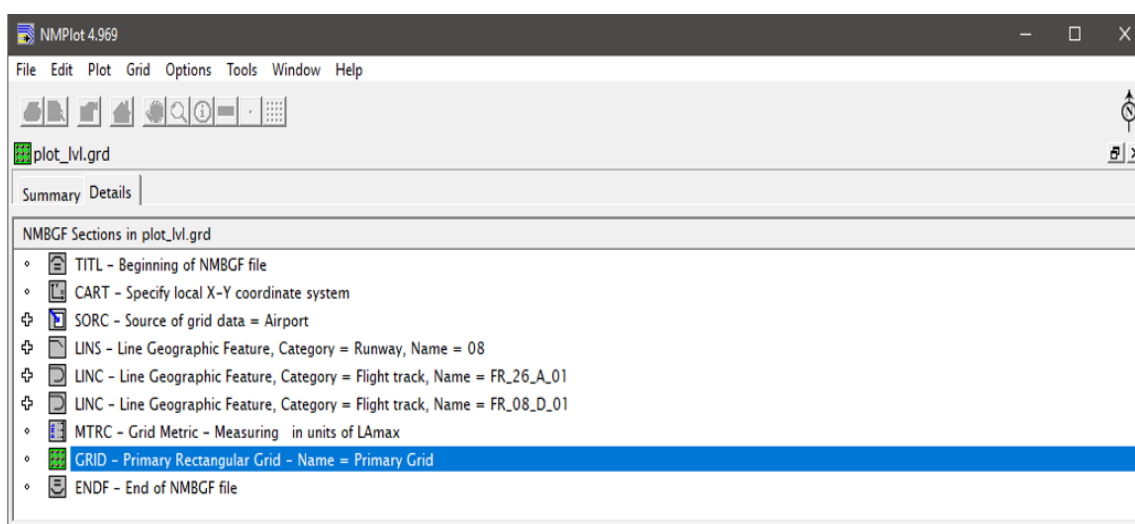 NMPlot 4.969
File Edit Plot Grid Options Tools Window Help
plot_lvl.grd
Summary Details
NMBGF Sections in plot_lvl.grd
TITL - Beginning of NMBGF file
CART - Specify local X-Y coordinate system
SORC - Source of grid data = Airport
LINS - Line Geographic Feature, Category = Runway, Name = 08
LINC - Line Geographic Feature, Category = Flight track, Name = FR_26_A_01
LINC - Line Geographic Feature, Category = Flight track, Name = FR_08_D_01
MTRC - Grid Metric - Measuring in units of LAmax
GRID - Primary Rectangular Grid - Name = Primary Grid
ENDF - End of NMBGF file